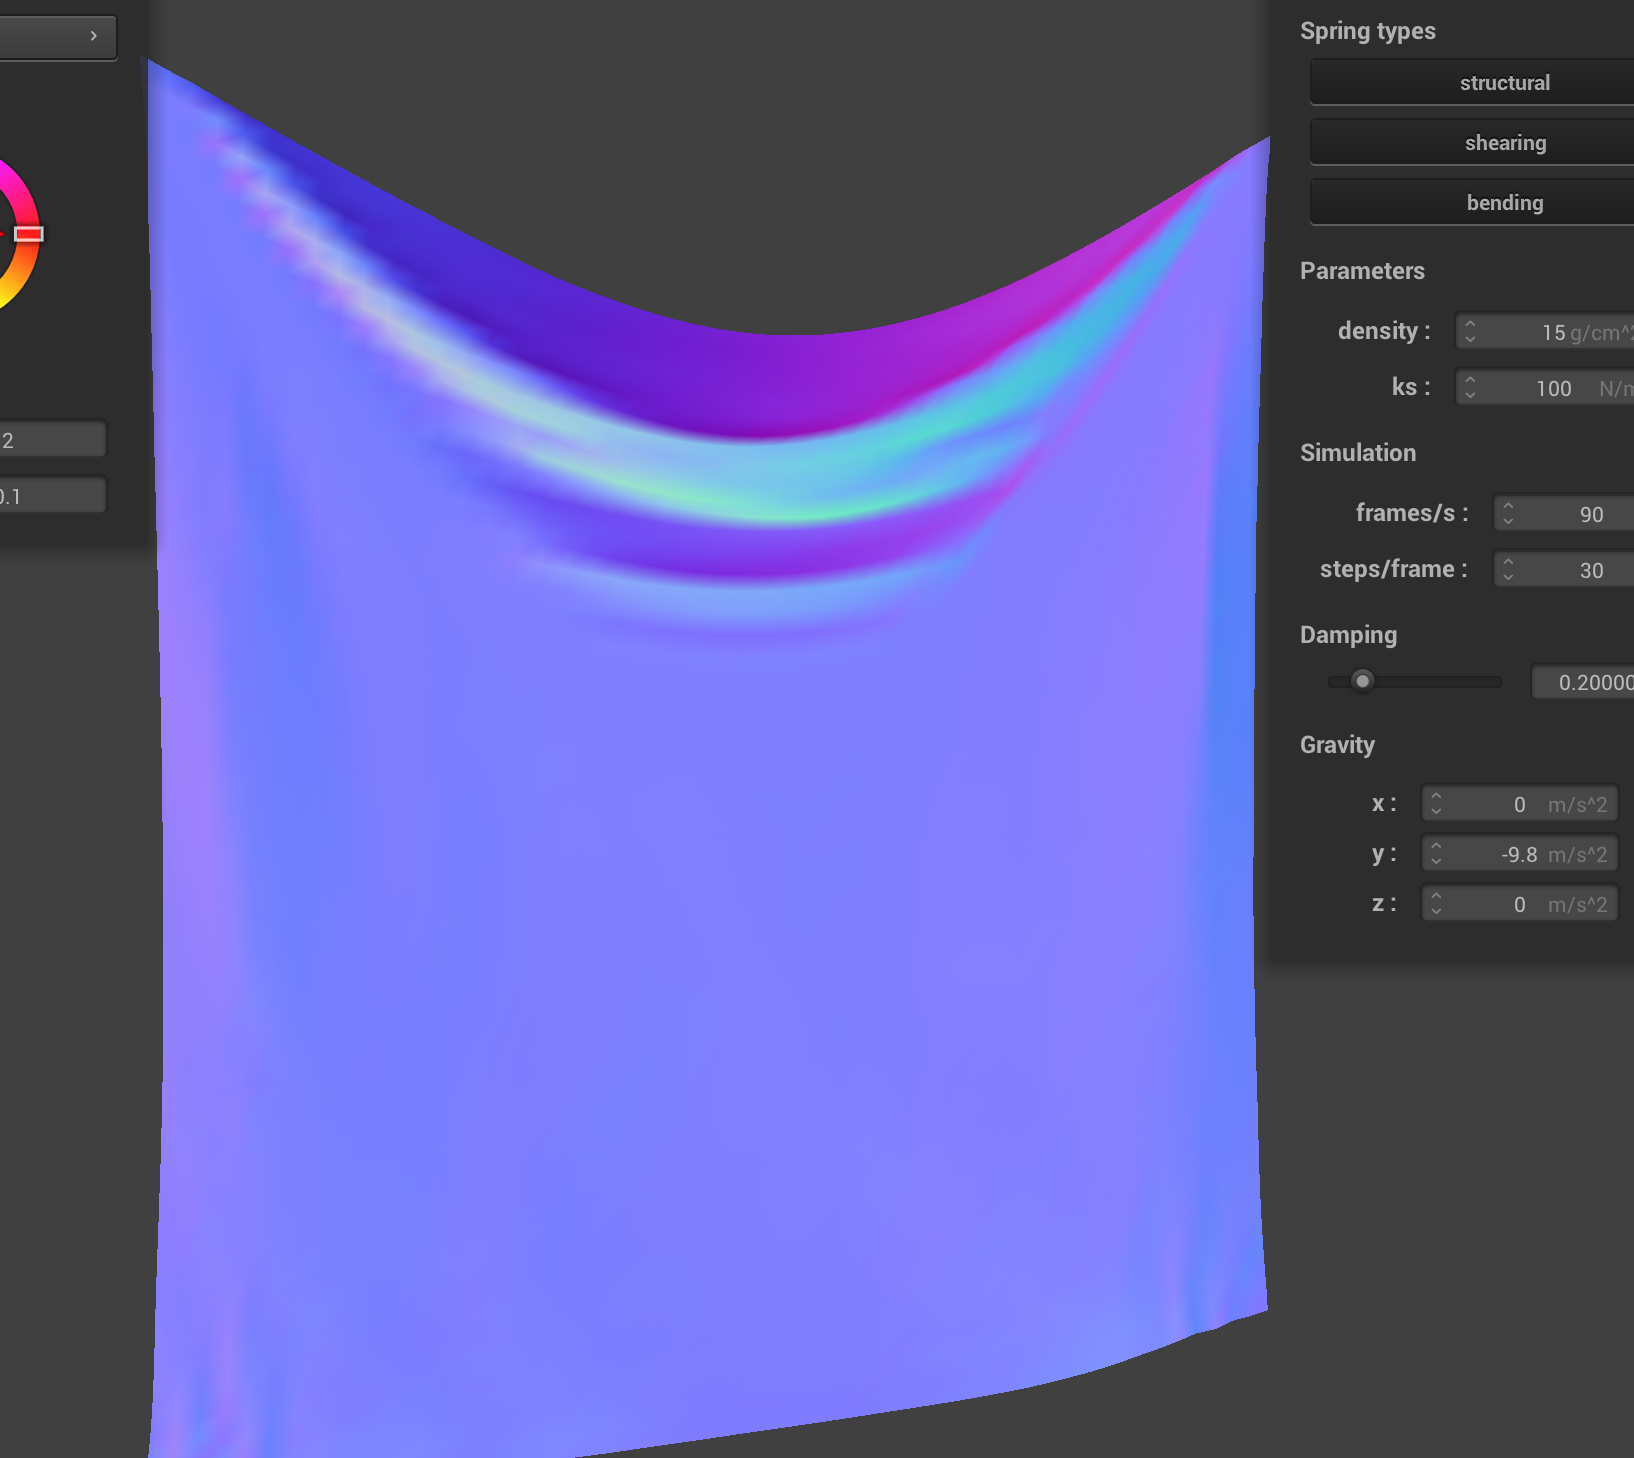 2
0.1
Spring types
structural
shearing
bending
Parameters
density : 15 g/cm^2
ks : 100 N/m
Simulation
frames/s : 90
steps/frame : 30
Damping
0.20000
Gravity
x : 0 m/s^2
y : -9.8 m/s^2
z : 0 m/s^2